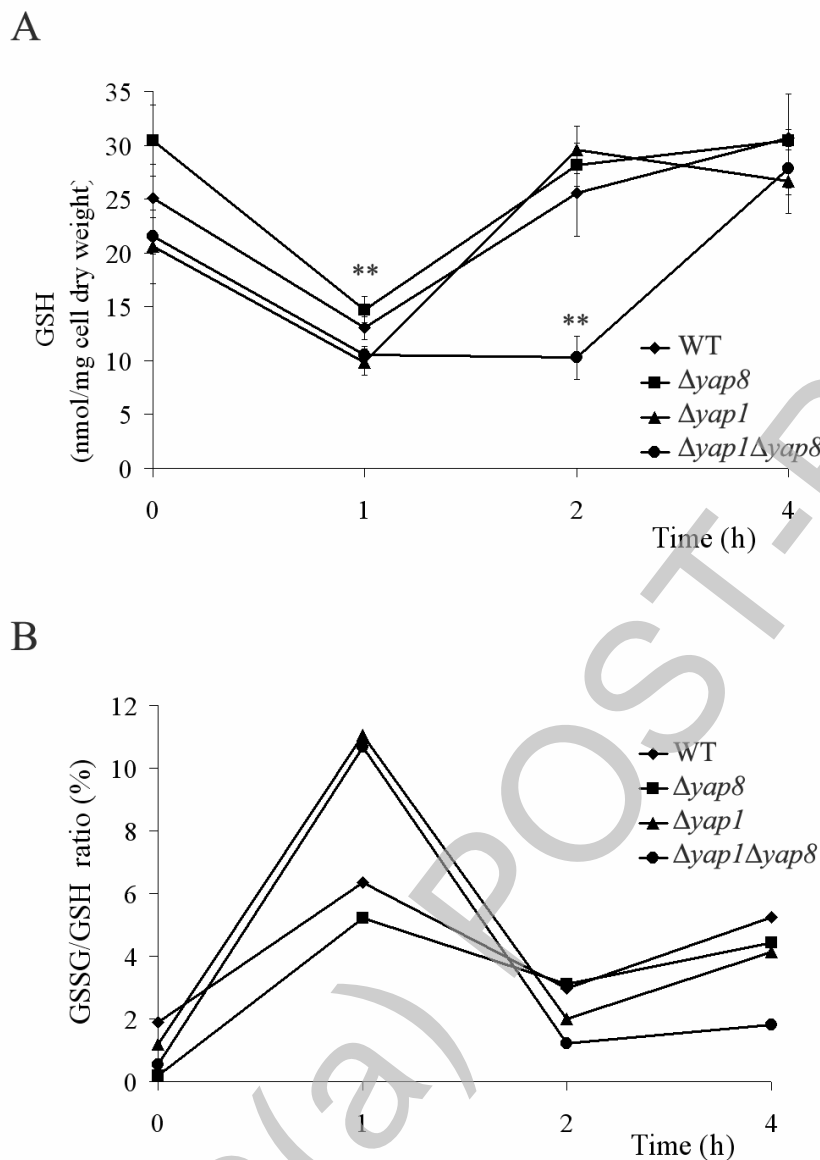 A
35
30
25
20
15
10
5
0
GSH
(nmol/mg cell dry weight)
**
**
WT
Δyap8
Δyap1
Δyap1Δyap8
0 1 2 4
Time (h)
B
12
10
8
6
4
2
0
GSSG/GSH ratio (%)
WT
Δyap8
Δyap1
Δyap1Δyap8
0 1 2 4
Time (h)
(a) POST-